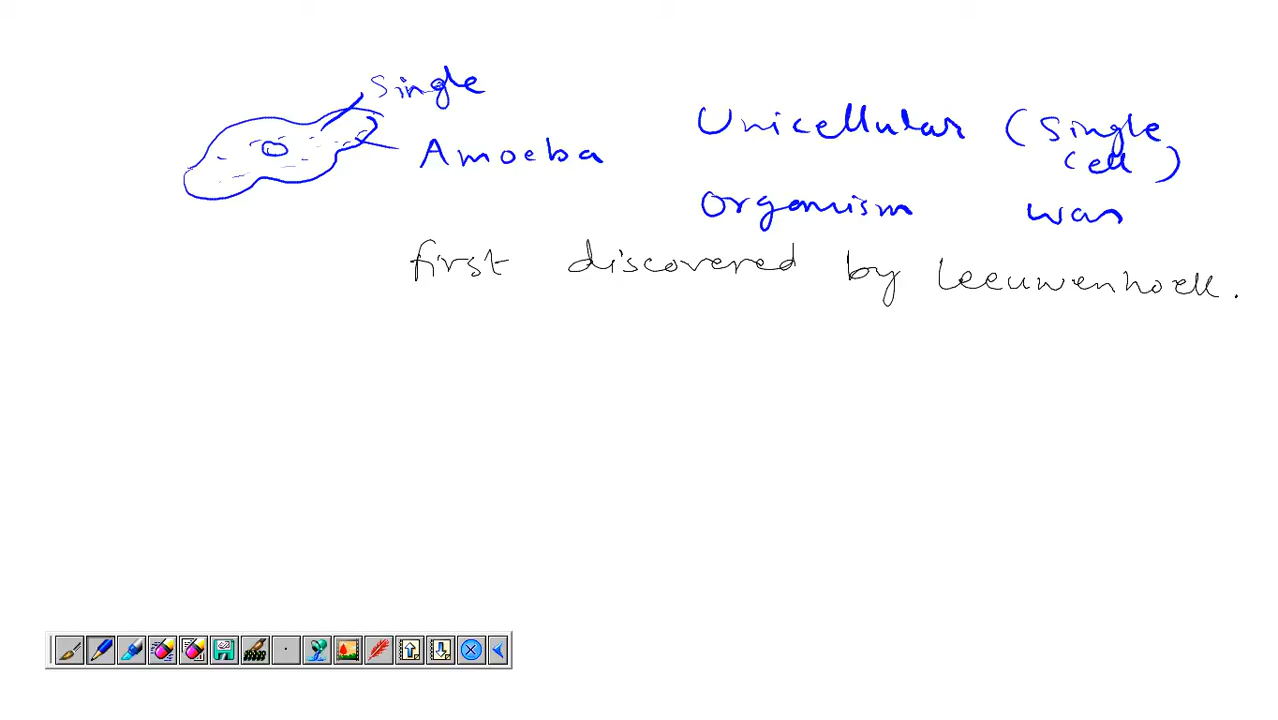 Single
Amoeba
Unicellular (Single
Cell)
Organism was
first discovered by Leeuwenhoek.